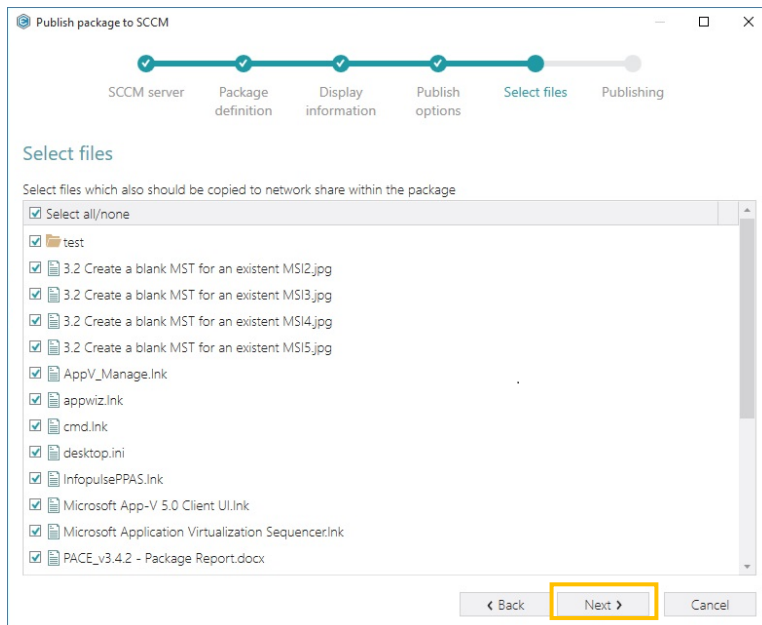 Publish package to SCCM
SCCM server
Package
definition
Display
information
Publish
options
Select files
Publishing
Select files
Select files which also should be copied to network share within the package
Select all/none
test
3.2 Create a blank MST for an existent MSI2.jpg
3.2 Create a blank MST for an existent MSI3.jpg
3.2 Create a blank MST for an existent MSI4.jpg
3.2 Create a blank MST for an existent MSI5.jpg
AppV_Manage.lnk
appwiz.lnk
cmd.lnk
desktop.ini
InfopulsePPAS.lnk
Microsoft App-V 5.0 Client UI.lnk
Microsoft Application Virtualization Sequencer.lnk
PACE_v3.4.2 - Package Report.docx
Back
Next
Cancel